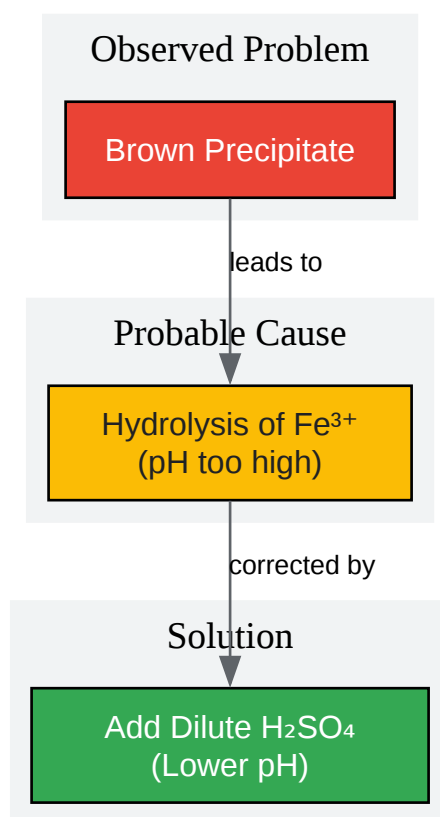 Observed Problem
Brown Precipitate
leads to
Probable Cause
Hydrolysis of Fe³⁺
(pH too high)
corrected by
Solution
Add Dilute H₂SO₄
(Lower pH)